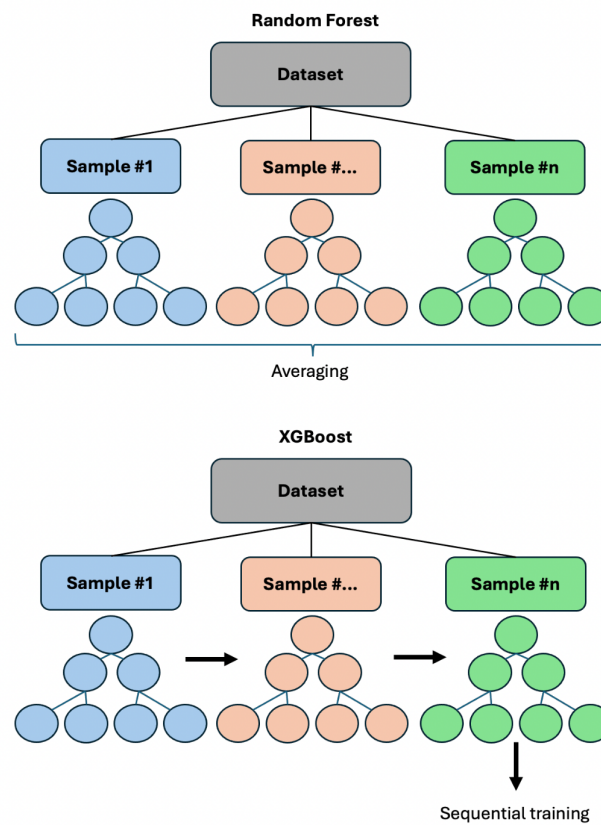 Random Forest
Dataset
Sample #1
Sample #...
Sample #n
Averaging
XGBoost
Dataset
Sample #1
Sample #...
Sample #n
Sequential training